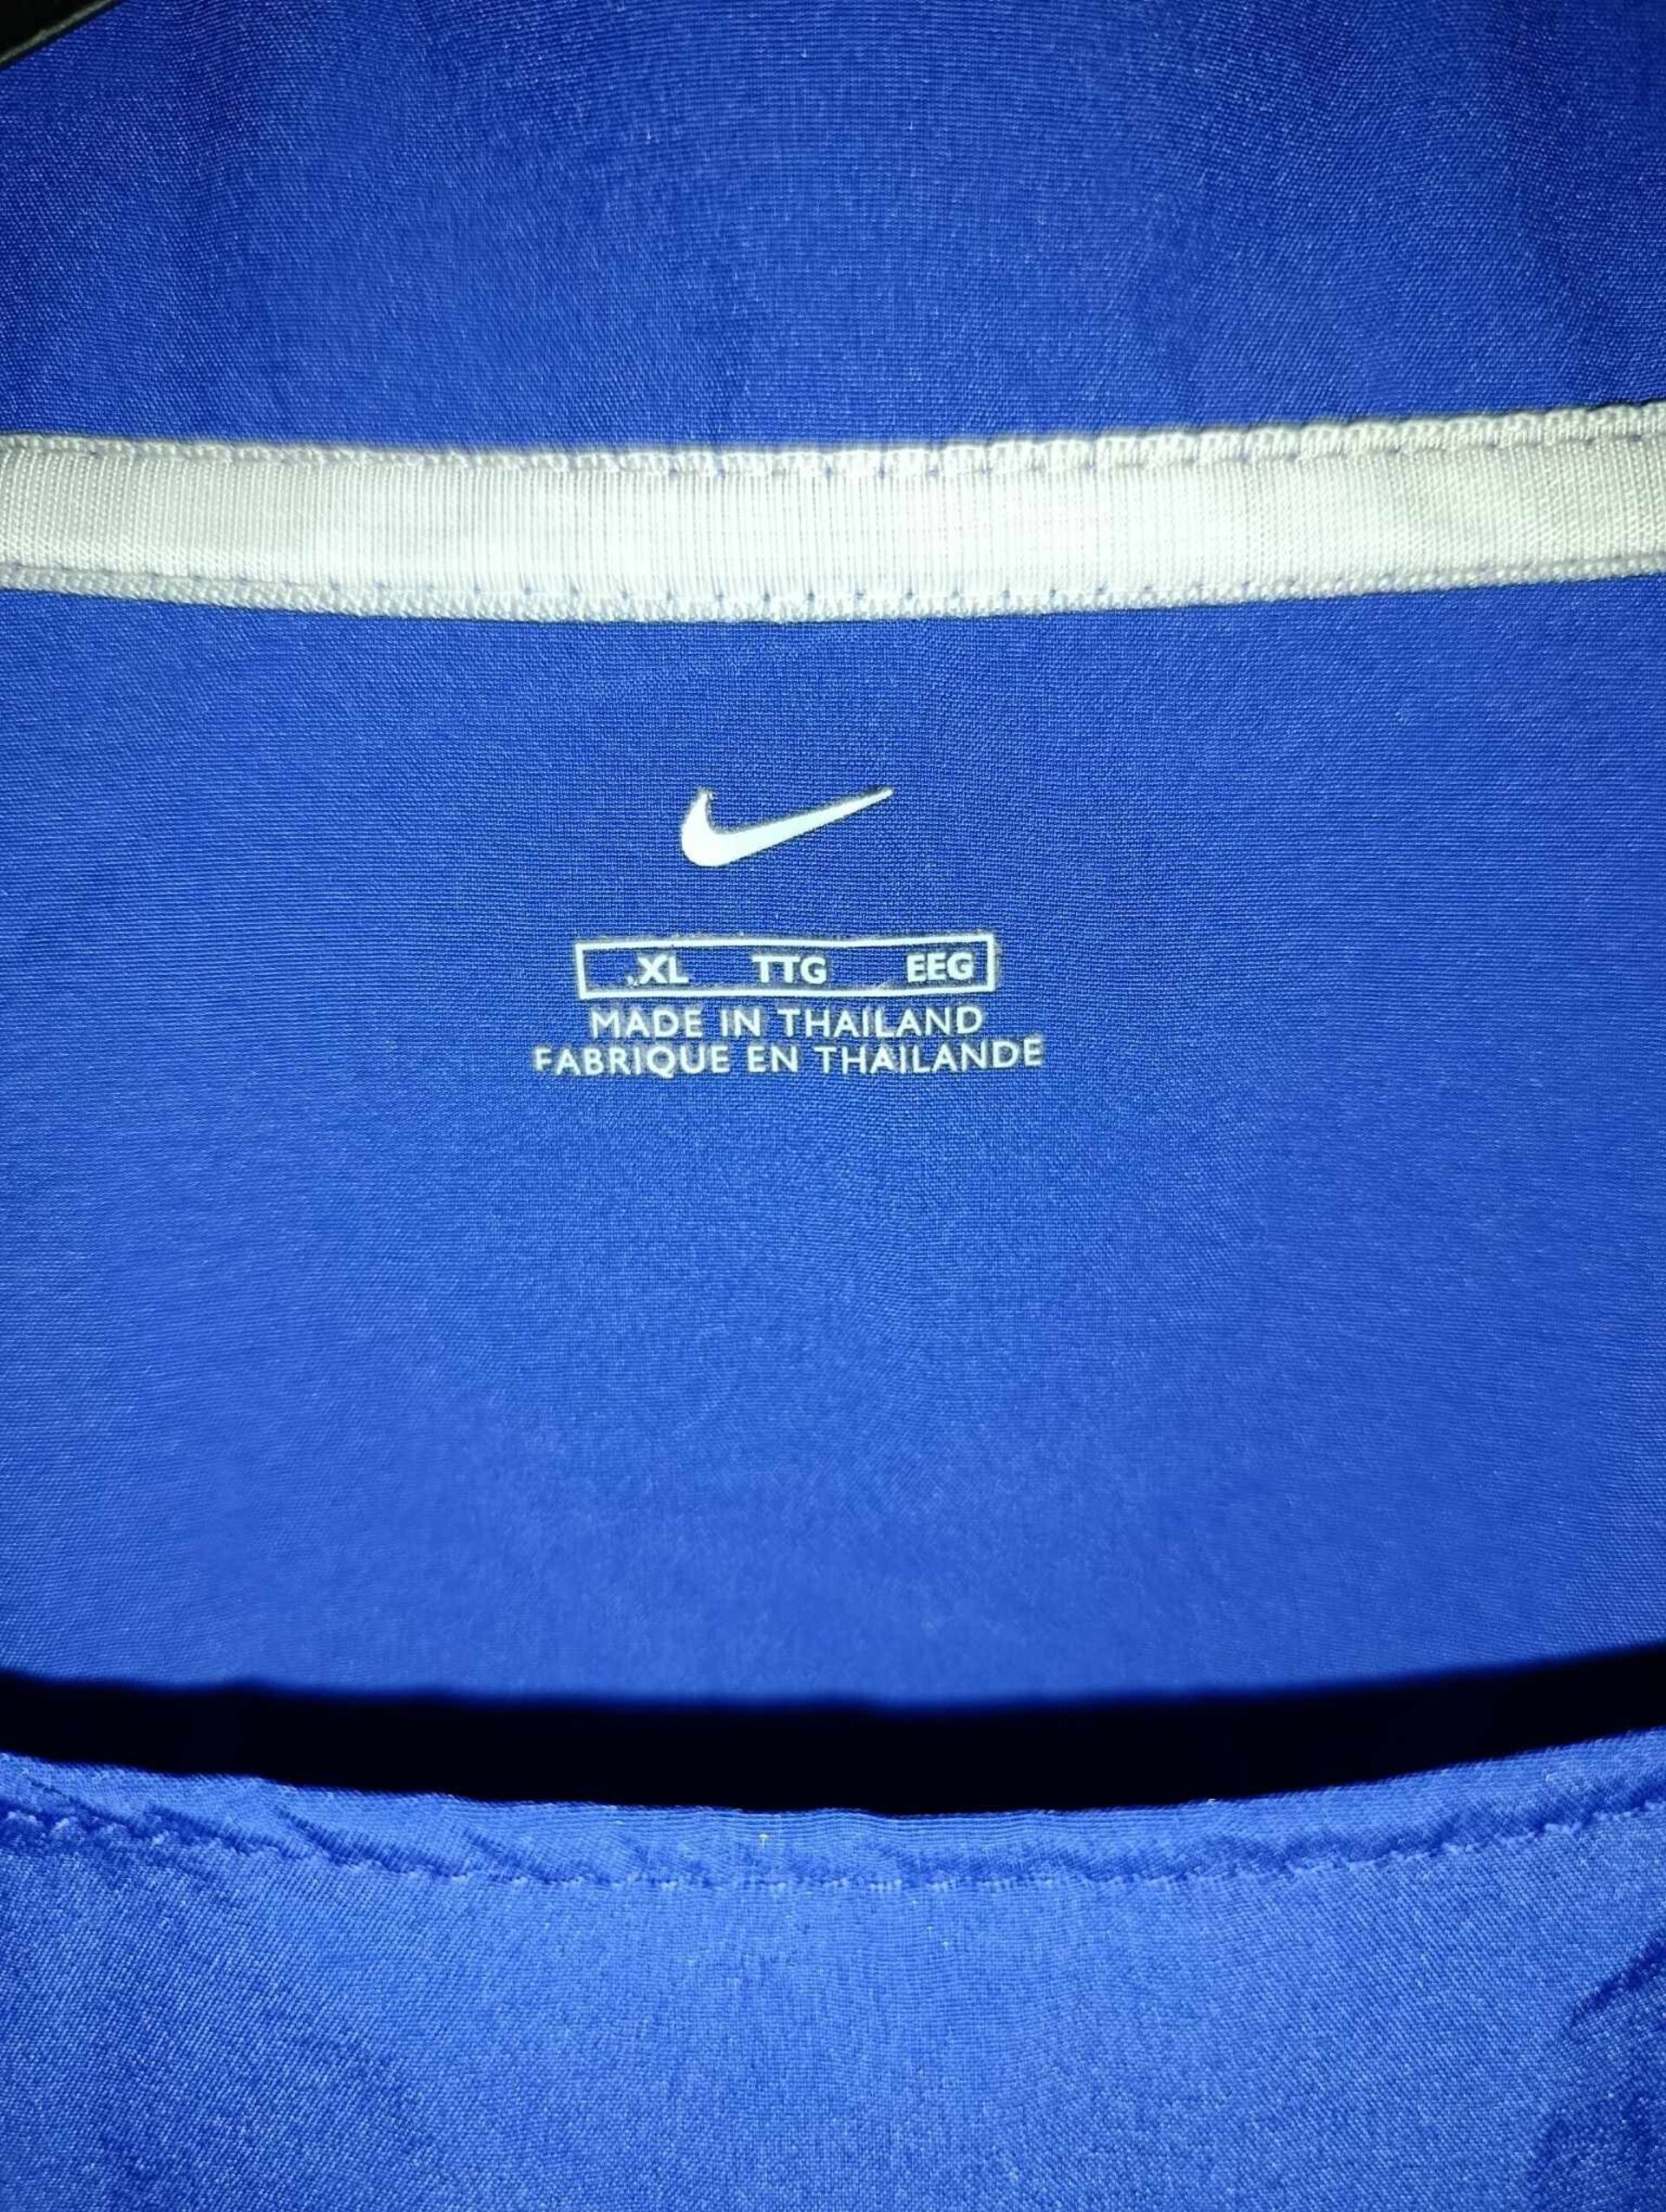 XL TTG EEG
MADE IN THAILAND
FABRIQUE EN THAILANDE